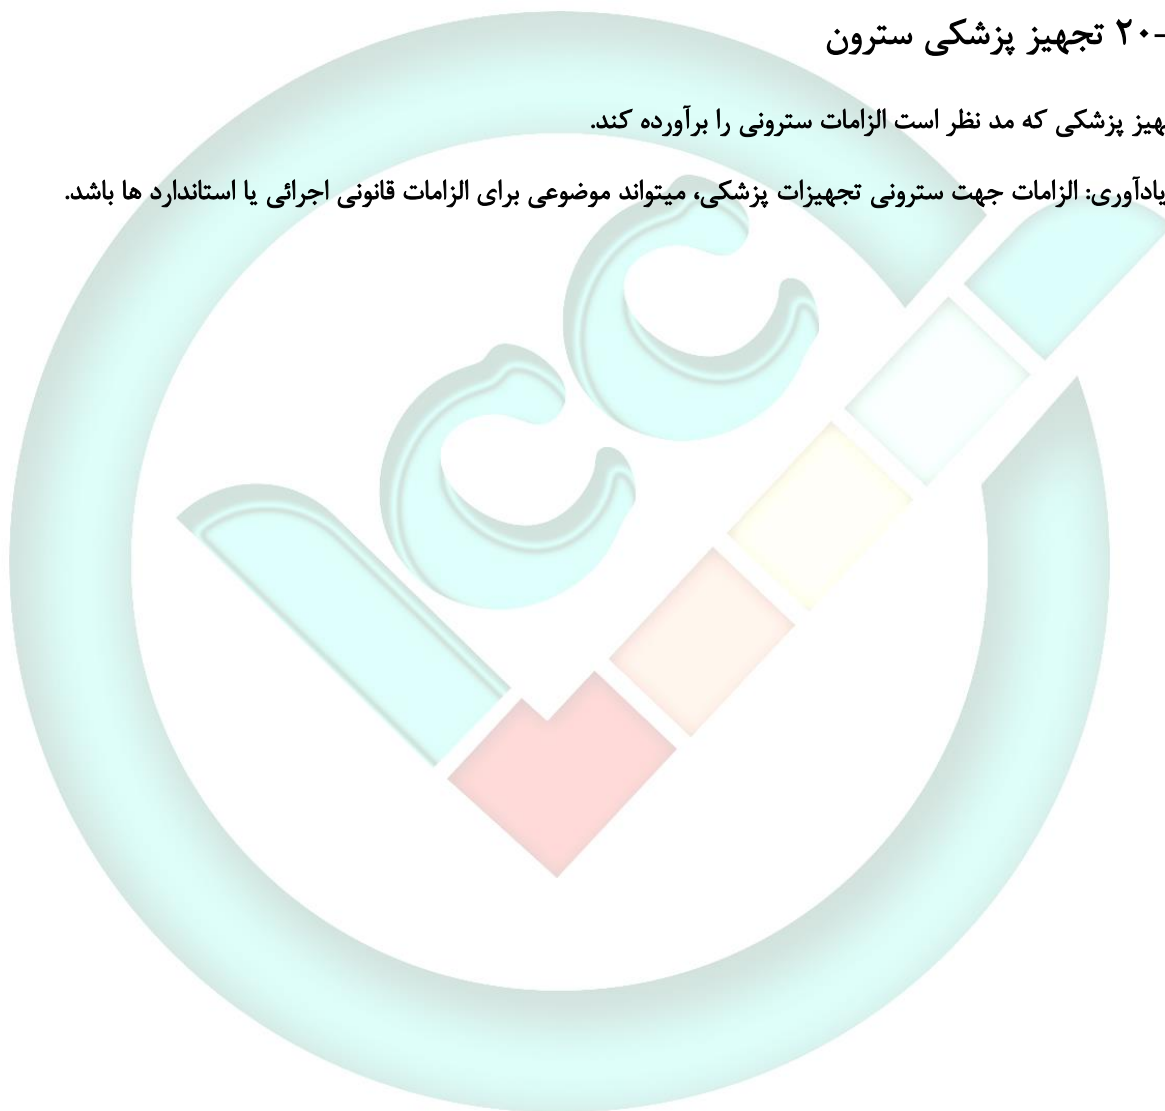 -۲۰ تجهیز پزشکی سترون
هیز پزشکی که مد نظر است الزامات سترونی را برآورده کند.
یادآوری: الزامات جهت سترونی تجهیزات پزشکی، میتواند موضوعی برای الزامات قانونی اجرائی یا استاندارد ها باشد.
ICC